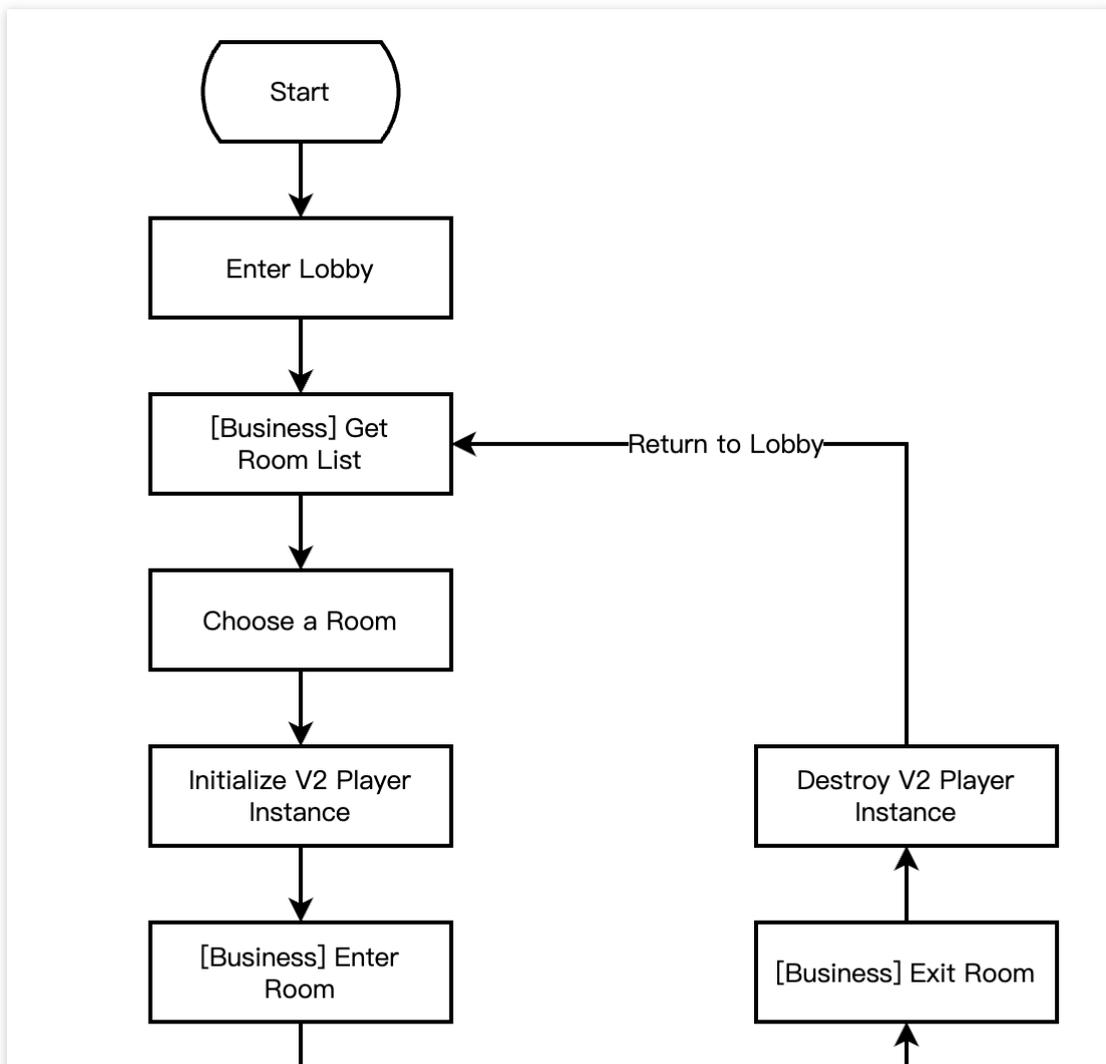 Start
Enter Lobby
[Business] Get
Room List
Return to Lobby
Choose a Room
Initialize V2 Player
Instance
Destroy V2 Player
Instance
[Business] Enter
Room
[Business] Exit Room